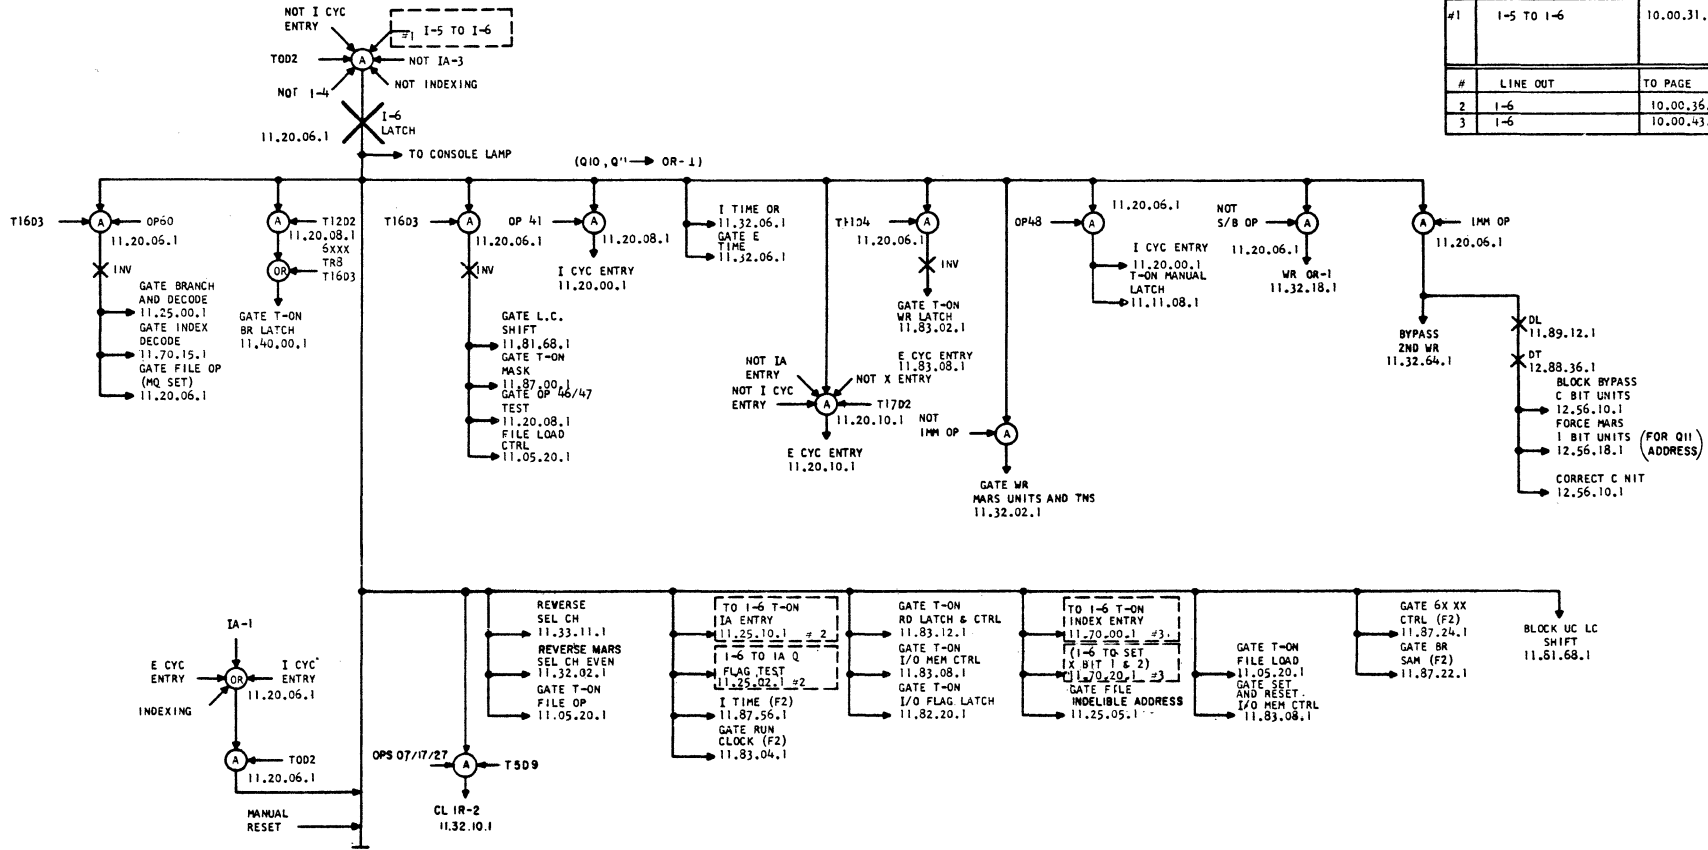 #1 I-5 TO I-6 10.00.31.
# LINE OUT TO PAGE
2 I-6 10.00.36.
3 I-6 10.00.43.
NOT I CYC
ENTRY
#1 I-5 TO I-6
T0D2
A
NOT IA-3
NOT I-4
NOT INDEXING
I-6
LATCH
11.20.06.1
TO CONSOLE LAMP
(Q10, Q11 → OR-1)
T16D3
A
OP60
11.20.06.1
INV
GATE BRANCH
AND DECODE
11.25.00.1
GATE INDEX
DECODE
11.70.15.1
GATE FILE OP
(MQ SET)
11.20.06.1
A
T12D2
11.20.08.1
6XXX
TR8
OR
T16D3
GATE T-ON
BR LATCH
11.40.00.1
T16D3
A
11.20.06.1
INV
GATE L.C.
SHIFT
11.81.68.1
GATE T-ON
MASK
11.87.00.1
GATE OP 46/47
TEST
11.20.08.1
FILE LOAD
CTRL
11.05.20.1
OP 41
A
11.20.08.1
I CYC ENTRY
11.20.00.1
I TIME OR
11.32.06.1
GATE E
TIME
11.32.06.1
NOT IA
ENTRY
NOT X ENTRY
NOT I CYC
ENTRY
A
T17D2
11.20.10.1
E CYC ENTRY
11.20.10.1
T11D4
A
11.20.06.1
INV
GATE T-ON
WR LATCH
11.83.02.1
E CYC ENTRY
11.83.08.1
NOT
IMM OP
A
GATE WR
MARS UNITS AND TNS
11.32.02.1
OP48
A
11.20.06.1
I CYC ENTRY
11.20.00.1
T-ON MANUAL
LATCH
11.11.08.1
NOT
S/B OP
A
11.20.06.1
WR OR-1
11.32.18.1
A
IMM OP
11.20.06.1
BYPASS
2ND WR
11.32.64.1
DL
11.89.12.1
DT
12.88.36.1
BLOCK BYPASS
C BIT UNITS
12.56.10.1
FORCE MARS
1 BIT UNITS
12.56.18.1
(FOR Q11
ADDRESS)
CORRECT C NIT
12.56.10.1
IA-1
E CYC
ENTRY
OR
I CYC
ENTRY
11.20.06.1
INDEXING
A
T0D2
11.20.06.1
MANUAL
RESET
OPS 07/17/27
A
T5D9
CL IR-2
11.32.10.1
REVERSE
SEL CH
11.33.11.1
REVERSE MARS
SEL CH EVEN
11.32.02.1
GATE T-ON
FILE OP
11.05.20.1
TO I-6 T-ON
IA ENTRY
11.25.10.1 #2
I-6 TO IA Q
FLAG TEST
11.25.02.1 #2
I TIME (F2)
11.87.56.1
GATE RUN
CLOCK (F2)
11.83.04.1
GATE T-ON
RD LATCH & CTRL
11.83.12.1
GATE T-ON
I/O MEM CTRL
11.83.08.1
GATE T-ON
I/O FLAG LATCH
11.82.20.1
TO I-6 T-ON
INDEX ENTRY
11.70.00.1 #3
(I-6 TO SET
X BIT 1 & 2)
11.70.20.1 #3
GATE FILE
INDELIBLE ADDRESS
11.25.05.1
GATE T-ON
FILE LOAD
11.05.20.1
GATE SET
AND RESET
I/O MEM CTRL
11.83.08.1
GATE 6X XX
CTRL (F2)
11.87.24.1
GATE BR
SAM (F2)
11.87.22.1
BLOCK UC LC
SHIFT
11.81.68.1